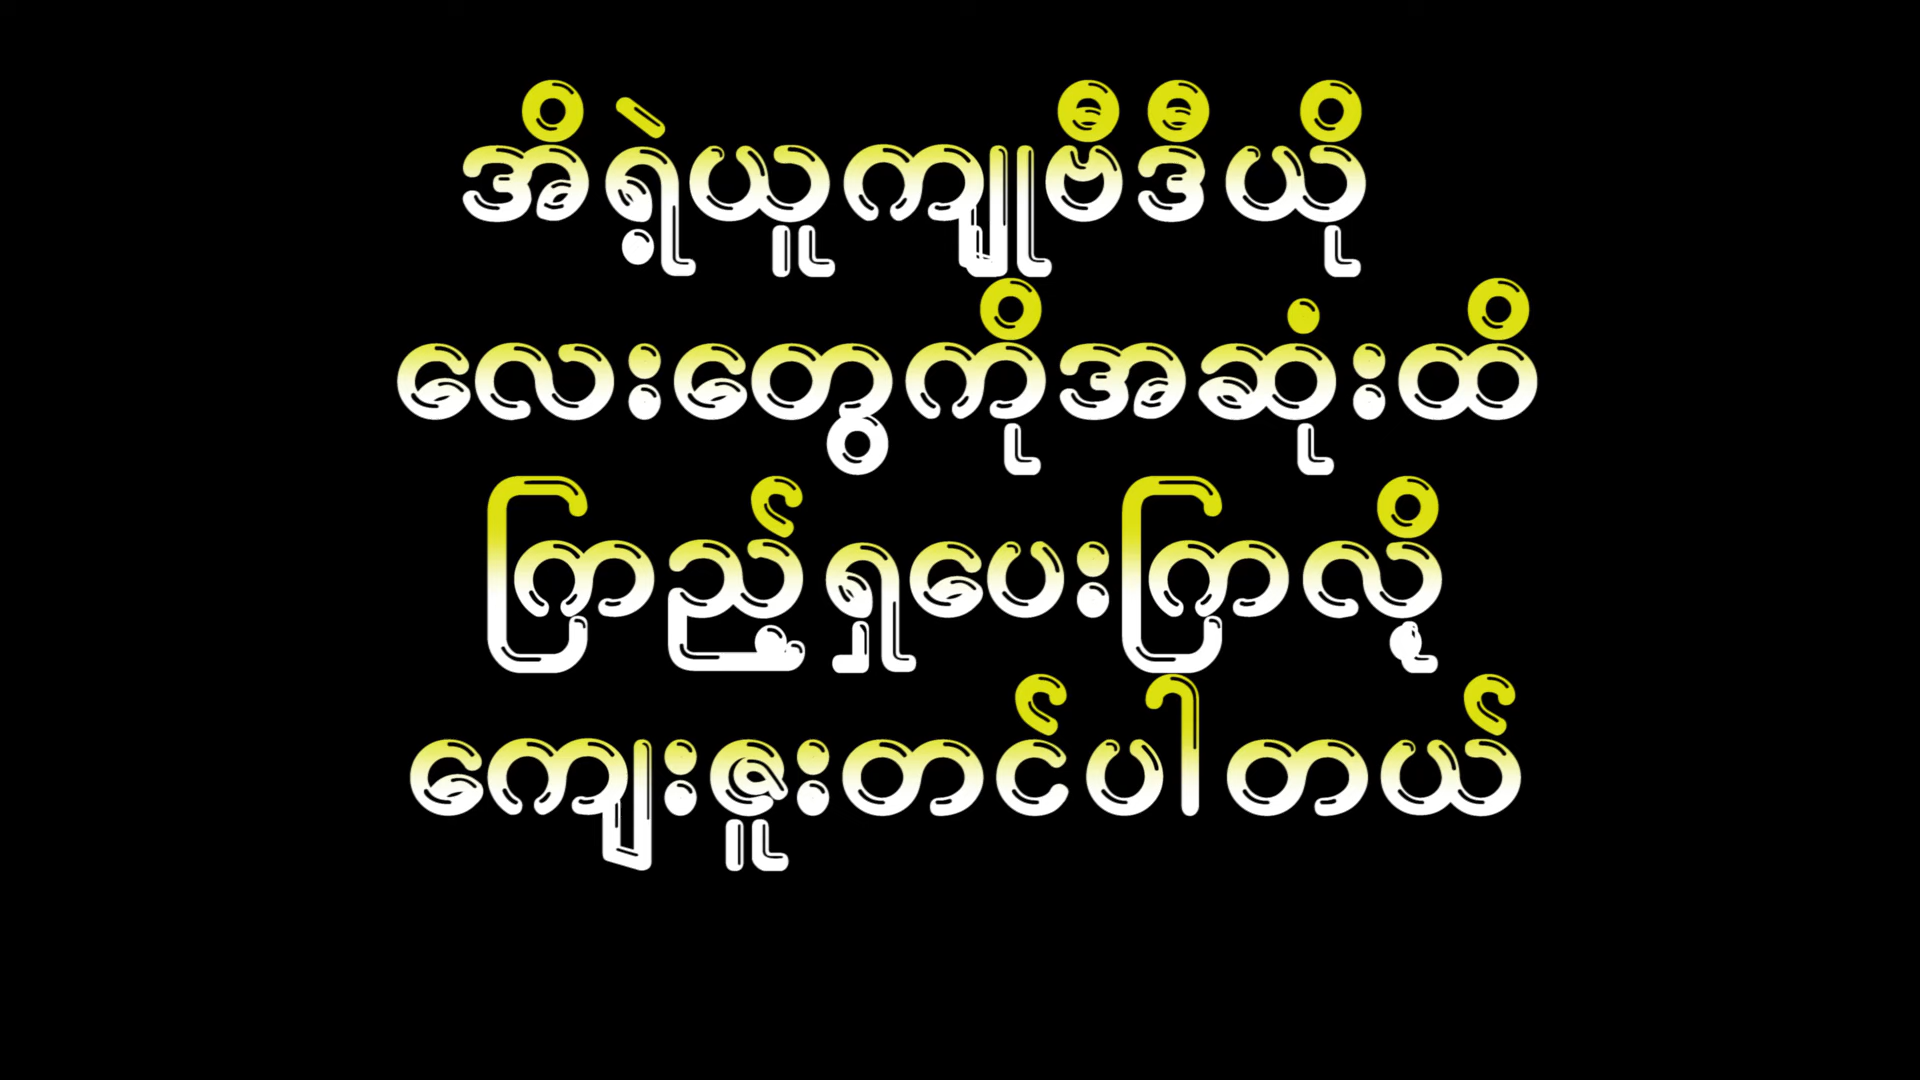 အိရဲ့ယူကျုဗီဒီယို
လေးတွေကိုအဆုံးထိ
ကြည့်ရှပေးကြလို့
ကျေးဇူးတင်ပါတယ်